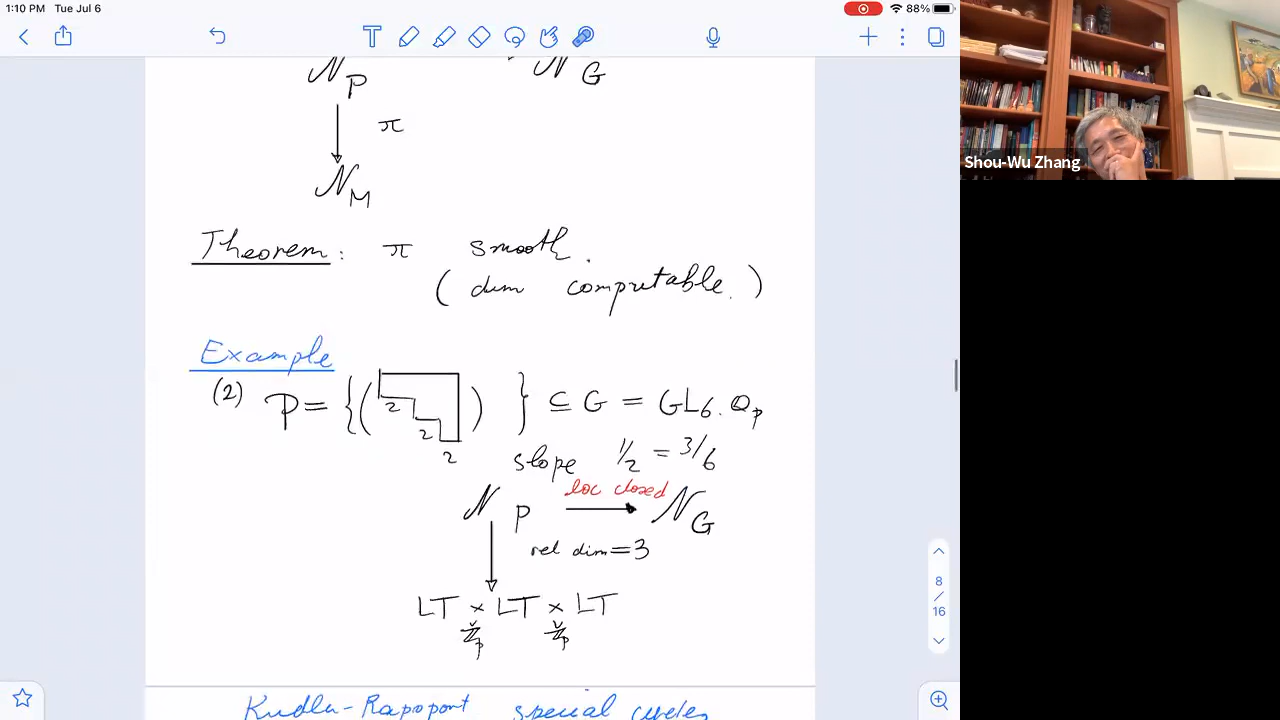 1:10 PM Tue Jul 6
88%
𝒩_P
𝒩_G
π
𝒩_M
Theorem: π smooth.
(dim computable.)
Example
(2) P = {( 2 2 2 )} ⊆ G = GL_6. ℚ_p
slope 1/2 = 3/6
𝒩_P loc closed → 𝒩_G
rel dim = 3
LT × LT × LT
ℤ̆_p ℤ̆_p
Kudla-Rapoport special cycles
8
/
16
Shou-Wu Zhang